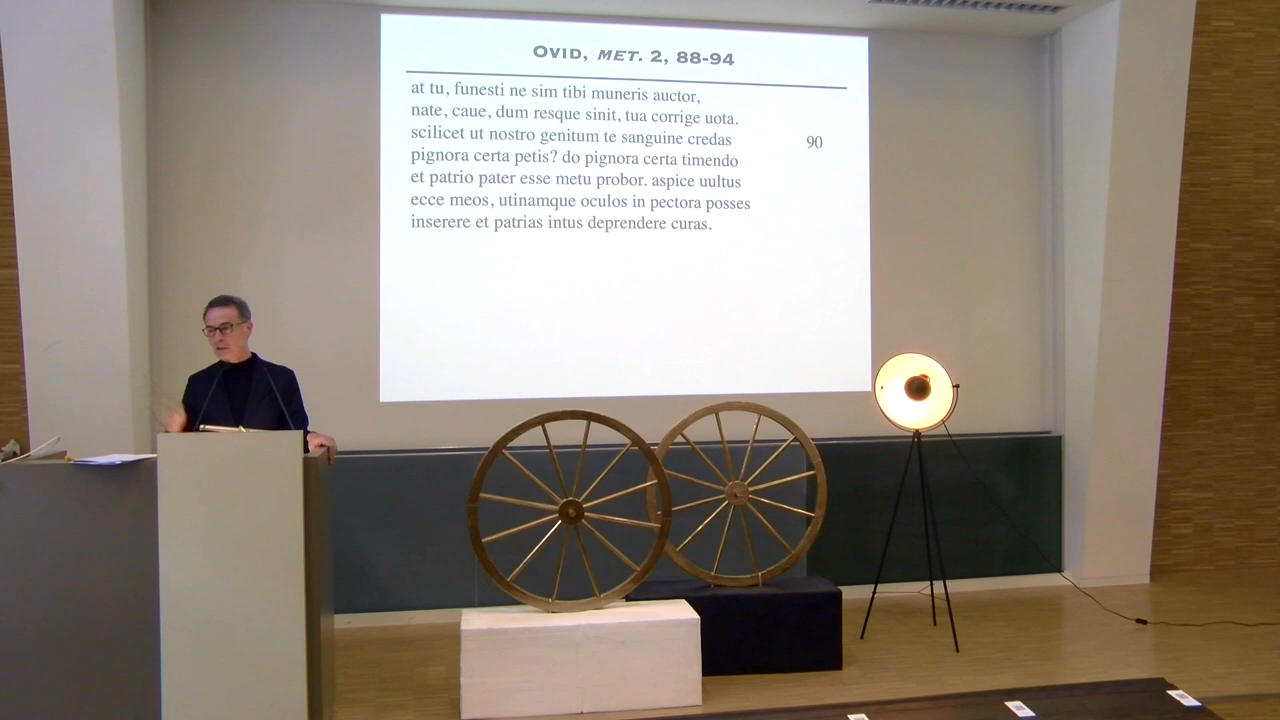 OVID, MET. 2, 88-94
at tu, funesti ne sim tibi muneris auctor,
nate, caue, dum resque sinit, tua corrige uota.
scilicet ut nostro genitum te sanguine credas 90
pignora certa petis? do pignora certa timendo
et patrio pater esse metu probor. aspice uultus
ecce meos, utinamque oculos in pectora posses
inserere et patrias intus deprendere curas.